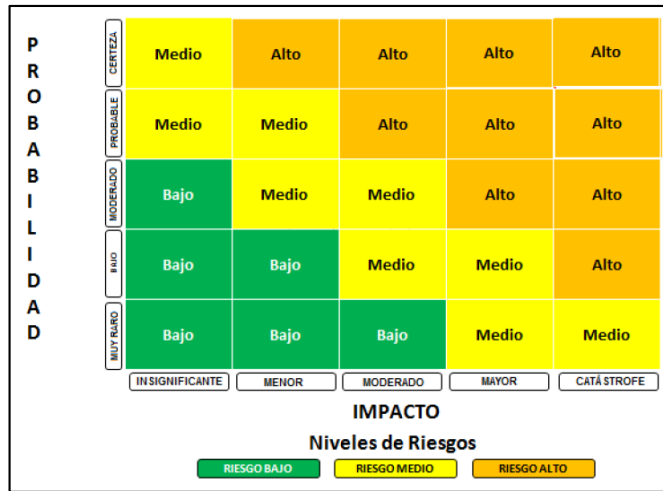 PROBABILIDAD
CERTEZA Medio Alto Alto Alto Alto
PROBABLE Medio Medio Alto Alto Alto
MODERADO Bajo Medio Medio Alto Alto
BAJO Bajo Bajo Medio Medio Alto
MUY RARO Bajo Bajo Bajo Medio Medio
INSIGNIFICANTE MENOR MODERADO MAYOR CATÁSTROFE
IMPACTO
Niveles de Riesgos
RIESGO BAJO RIESGO MEDIO RIESGO ALTO